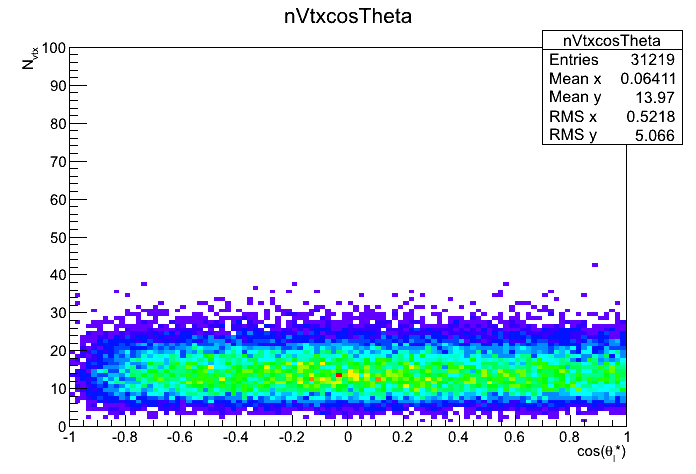 nVtxcosTheta
nVtxcosTheta
Entries 31219
Mean x 0.06411
Mean y 13.97
RMS x 0.5218
RMS y 5.066
N_vtx
100
90
80
70
60
50
40
30
20
10
0
-1 -0.8 -0.6 -0.4 -0.2 0 0.2 0.4 0.6 0.8 1
cos(θ_l*)